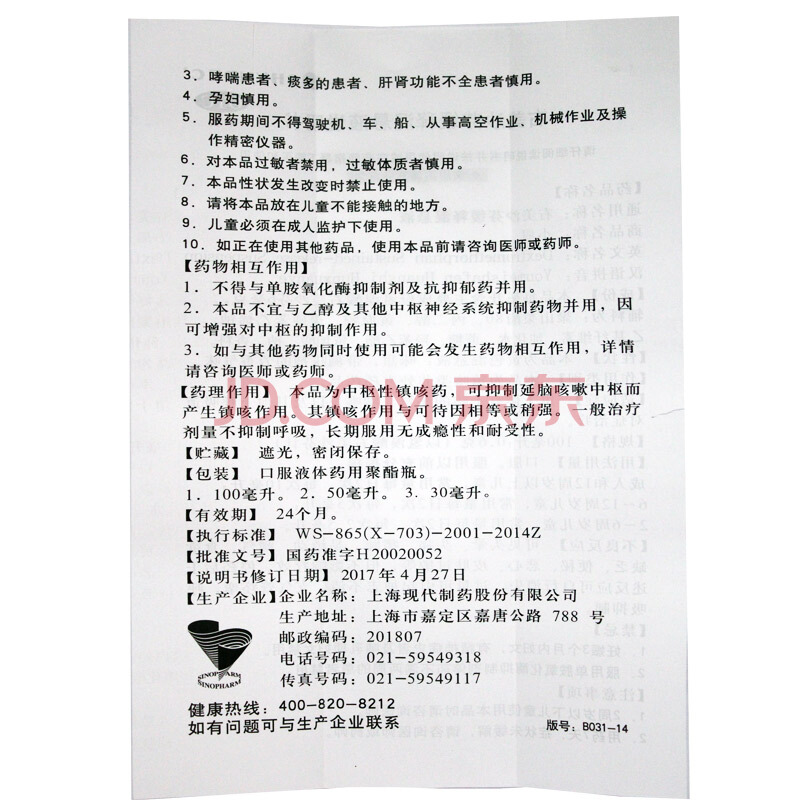 3. 哮喘患者、痰多的患者、肝肾功能不全患者慎用。
4. 孕妇慎用。
5. 服药期间不得驾驶机、车、船、从事高空作业、机械作业及操
作精密仪器。
6. 对本品过敏者禁用，过敏体质者慎用。
7. 本品性状发生改变时禁止使用。
8. 请将本品放在儿童不能接触的地方。
9. 儿童必须在成人监护下使用。
10. 如正在使用其他药品，使用本品前请咨询医师或药师。
【药物相互作用】
1. 不得与单胺氧化酶抑制剂及抗抑郁药并用。
2. 本品不宜与乙醇及其他中枢神经系统抑制药物并用，因
可增强对中枢的抑制作用。
3. 如与其他药物同时使用可能会发生药物相互作用，详情
请咨询医师或药师。
JD.COM 京东
【药理作用】 本品为中枢性镇咳药，可抑制延脑咳嗽中枢而
产生镇咳作用。其镇咳作用与可待因相等或稍强。一般治疗
剂量不抑制呼吸，长期服用无成瘾性和耐受性。
【贮藏】 遮光，密闭保存。
【包装】 口服液体药用聚酯瓶。
1. 100毫升。 2. 50毫升。 3. 30毫升。
【有效期】 24个月。
【执行标准】 WS-865(X-703)-2001-2014Z
【批准文号】国药准字H20020052
【说明书修订日期】 2017年4月27日
【生产企业】企业名称：上海现代制药股份有限公司
生产地址：上海市嘉定区嘉唐公路 788 号
邮政编码：201807
电话号码：021-59549318
传真号码：021-59549117
SINOPHARM
SINOPHARM
健康热线：400-820-8212
如有问题可与生产企业联系
版号：B031-14